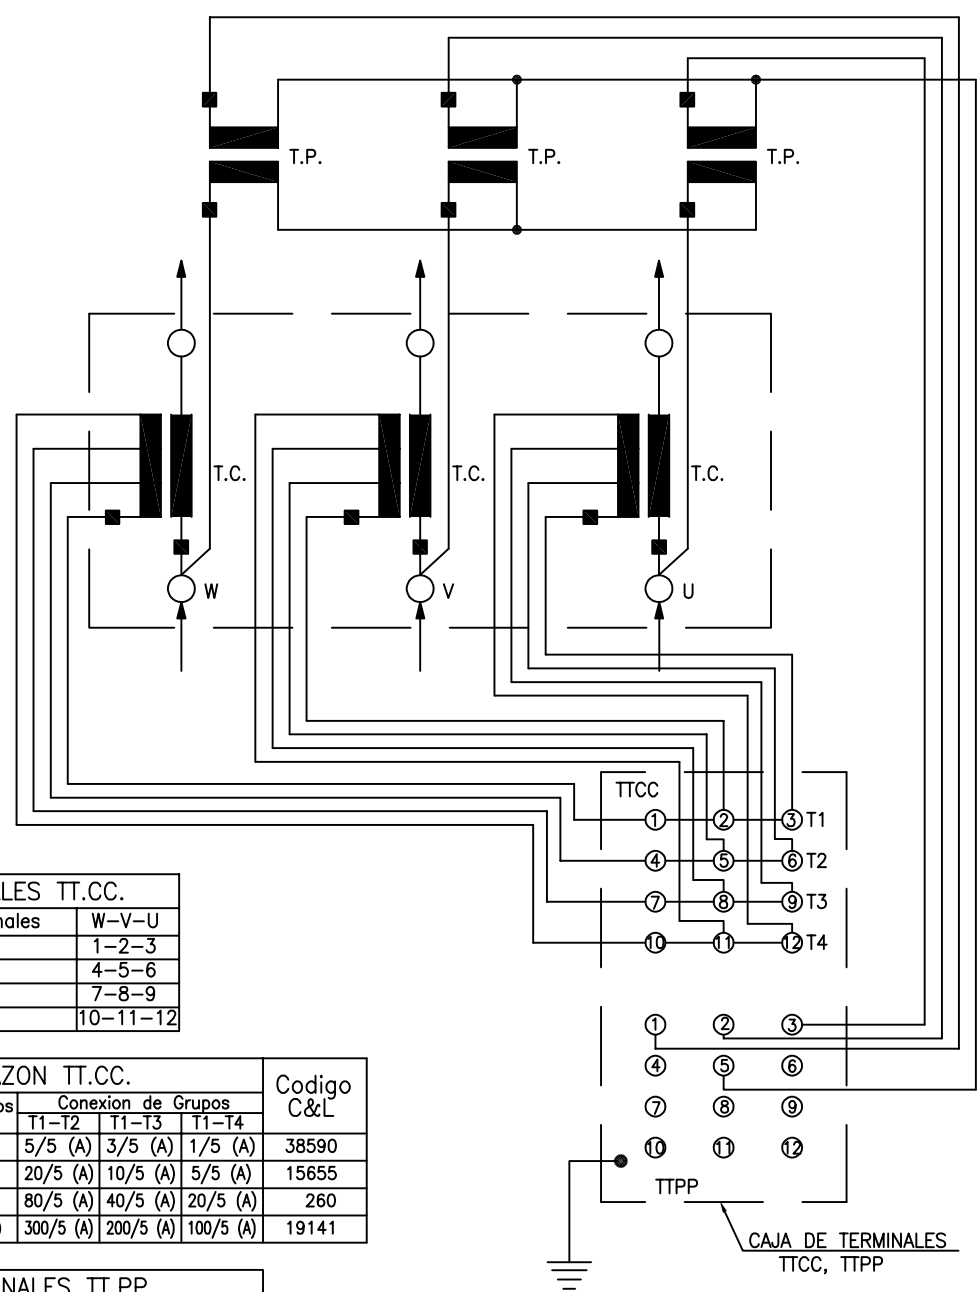 T.P.
T.P.
T.P.
T.C.
T.C.
T.C.
W
V
U
TTCC
1 2 3 T1
4 5 6 T2
7 8 9 T3
10 11 12 T4
1 2 3
4 5 6
7 8 9
10 11 12
TTPP
CAJA DE TERMINALES
TTCC, TTPP
LES TT.CC.
nales W-V-U
1-2-3
4-5-6
7-8-9
10-11-12
ZON TT.CC. Codigo
C&L
os Conexion de Grupos
T1-T2 T1-T3 T1-T4
5/5 (A) 3/5 (A) 1/5 (A) 38590
20/5 (A) 10/5 (A) 5/5 (A) 15655
80/5 (A) 40/5 (A) 20/5 (A) 260
) 300/5 (A) 200/5 (A) 100/5 (A) 19141
NALES TT.PP.